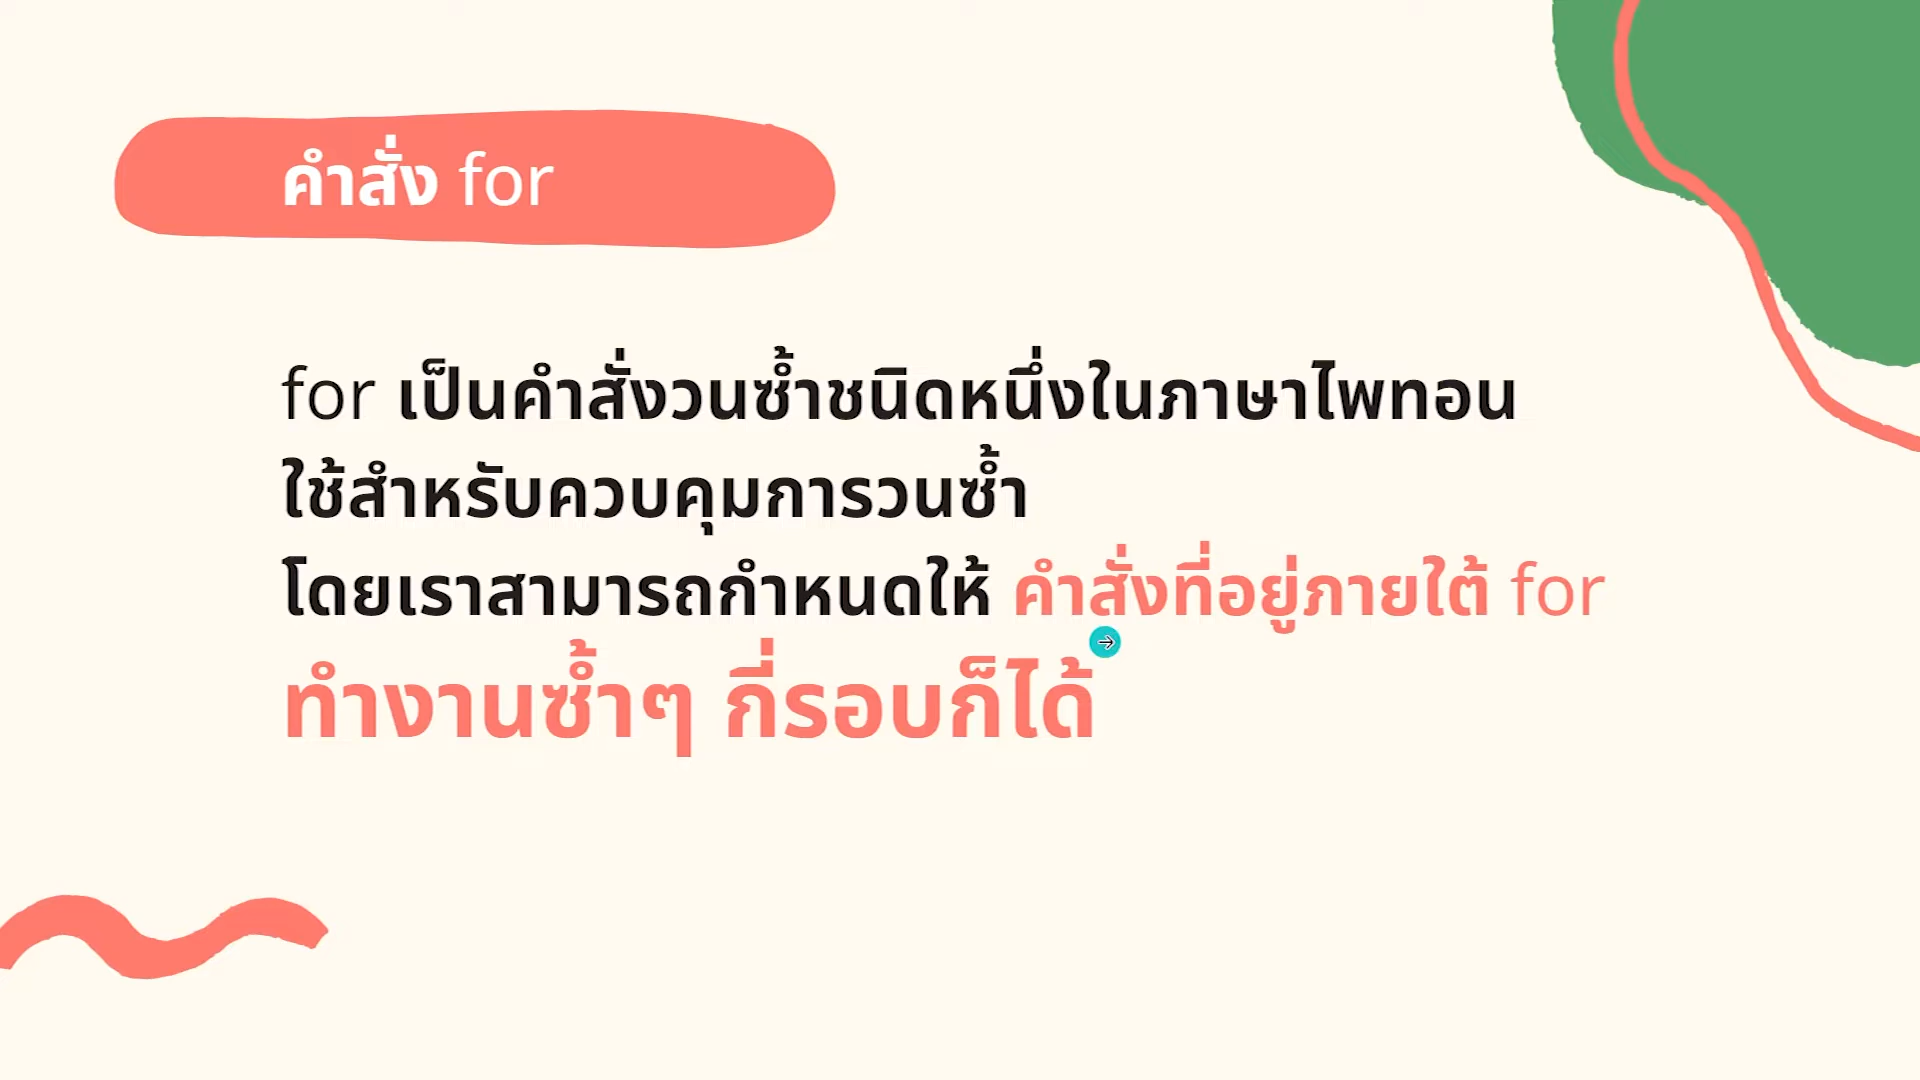 คำสั่ง for
for เป็นคำสั่งวนซ้ำชนิดหนึ่งในภาษาไพทอน
ใช้สำหรับควบคุมการวนซ้ำ
โดยเราสามารถกำหนดให้ คำสั่งที่อยู่ภายใต้ for
ทำงานซ้ำๆ กี่รอบก็ได้